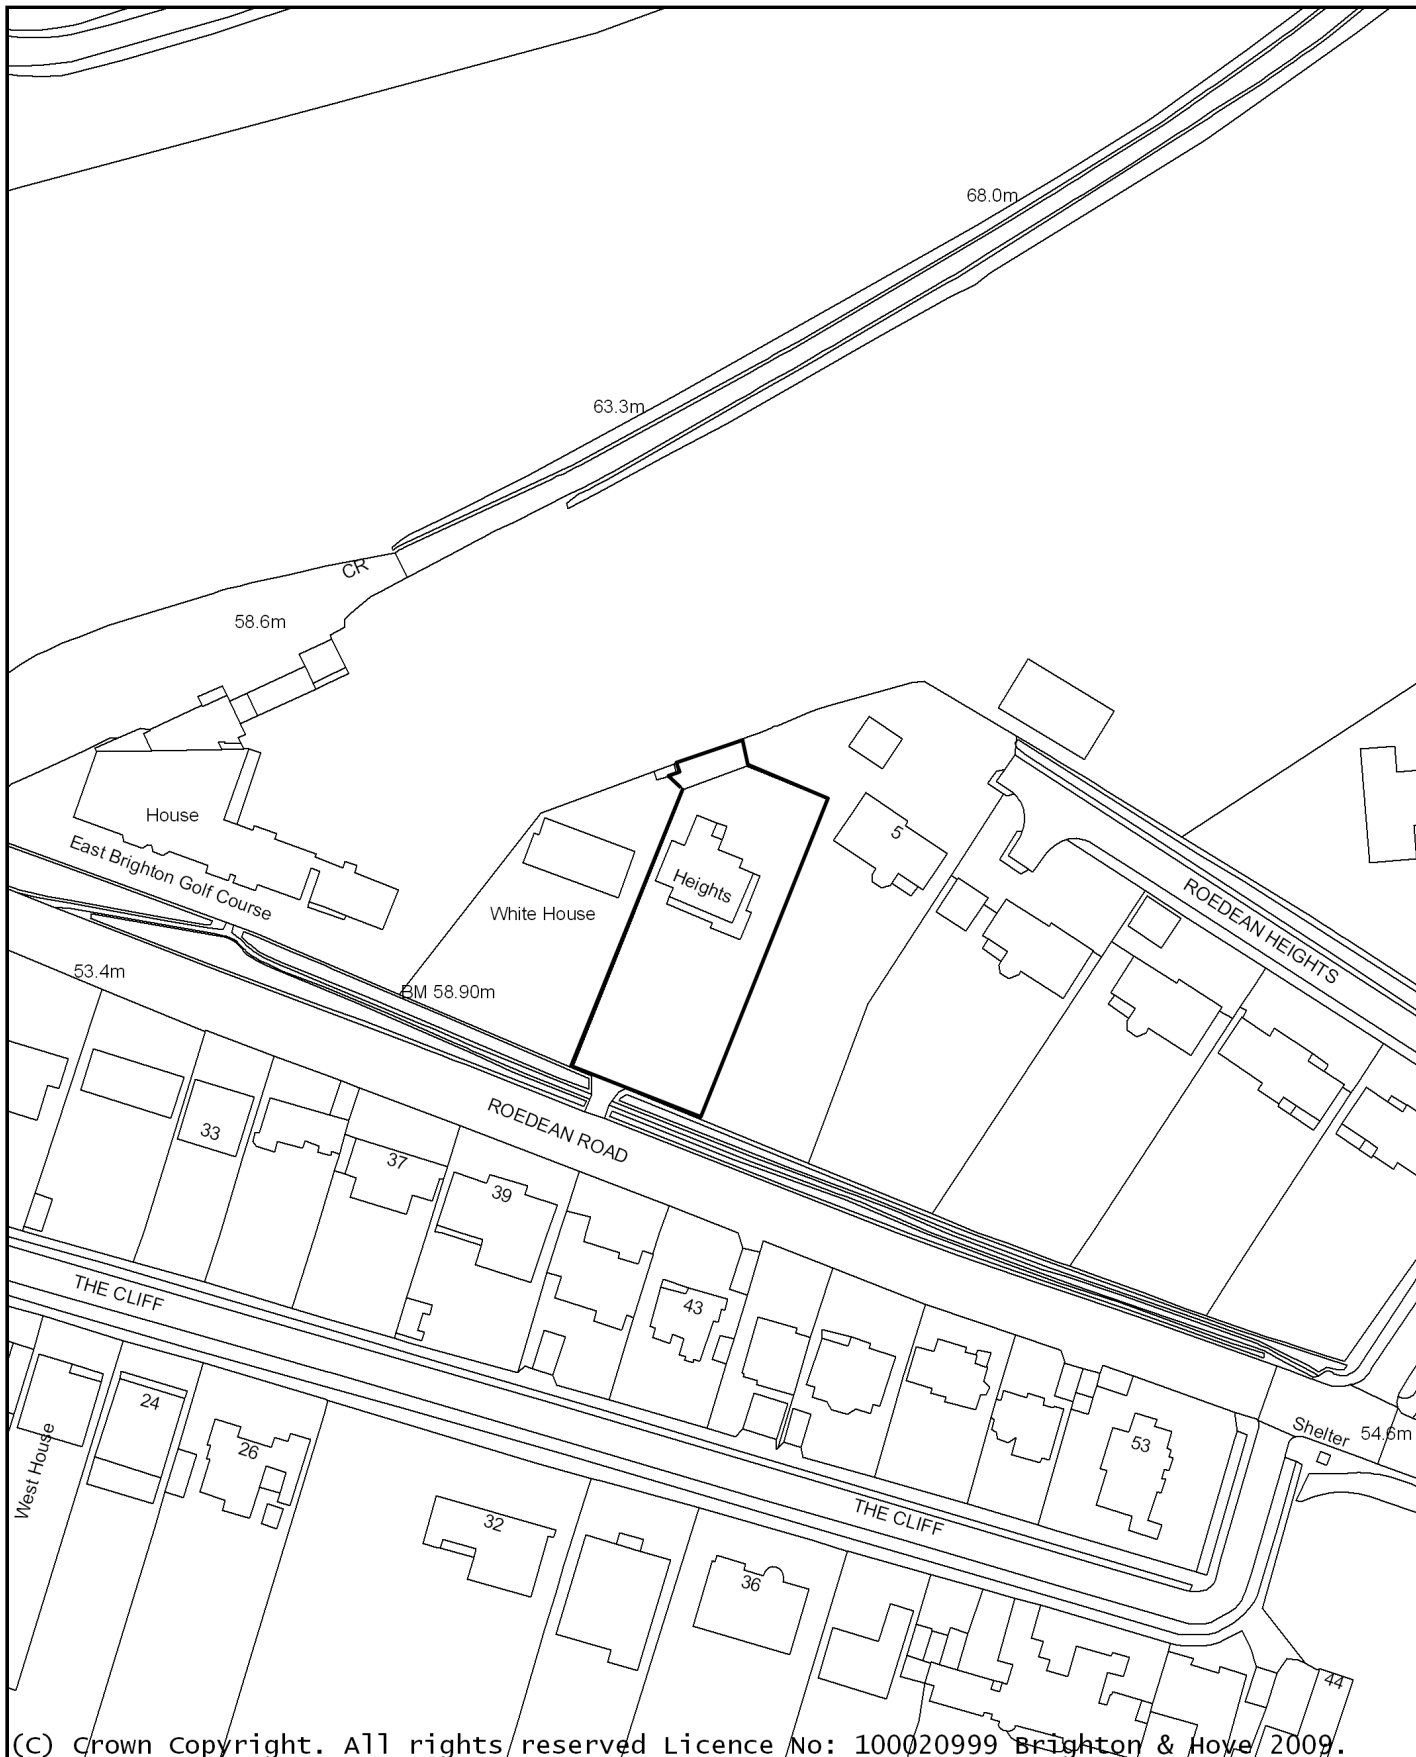 68.0m
63.3m
CR
58.6m
House
East Brighton Golf Course
5
Heights
White House
ROEDEAN HEIGHTS
53.4m
BM 58.90m
ROEDEAN ROAD
33
37
39
THE CLIFF
43
24
26
West House
53
Shelter
54.6m
32
THE CLIFF
36
44
(C) Crown Copyright. All rights reserved Licence No: 100020999 Brighton & Hove 2009.